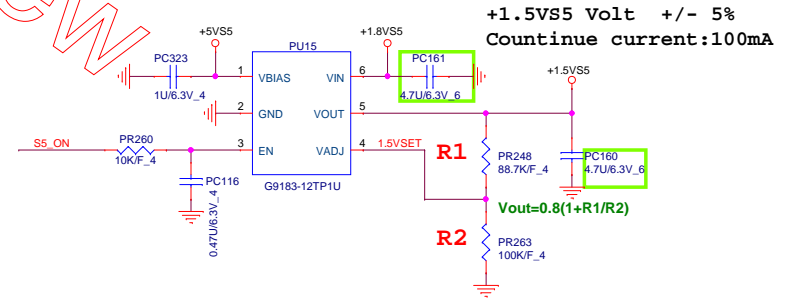 +1.5VS5 Volt +/- 5%
Countinue current:100mA
+5VS5
+1.8VS5
+1.5VS5
PC323
1U/6.3V_4
PU15
PC161
4.7U/6.3V_6
1 VBIAS VIN 6
2 GND VOUT 5
3 EN VADJ 4
G9183-12TP1U
1.5VSET
S5_ON
PR260
10K/F_4
PC116
0.47U/6.3V_4
R1
PR248
88.7K/F_4
PC160
4.7U/6.3V_6
Vout=0.8(1+R1/R2)
R2
PR263
100K/F_4